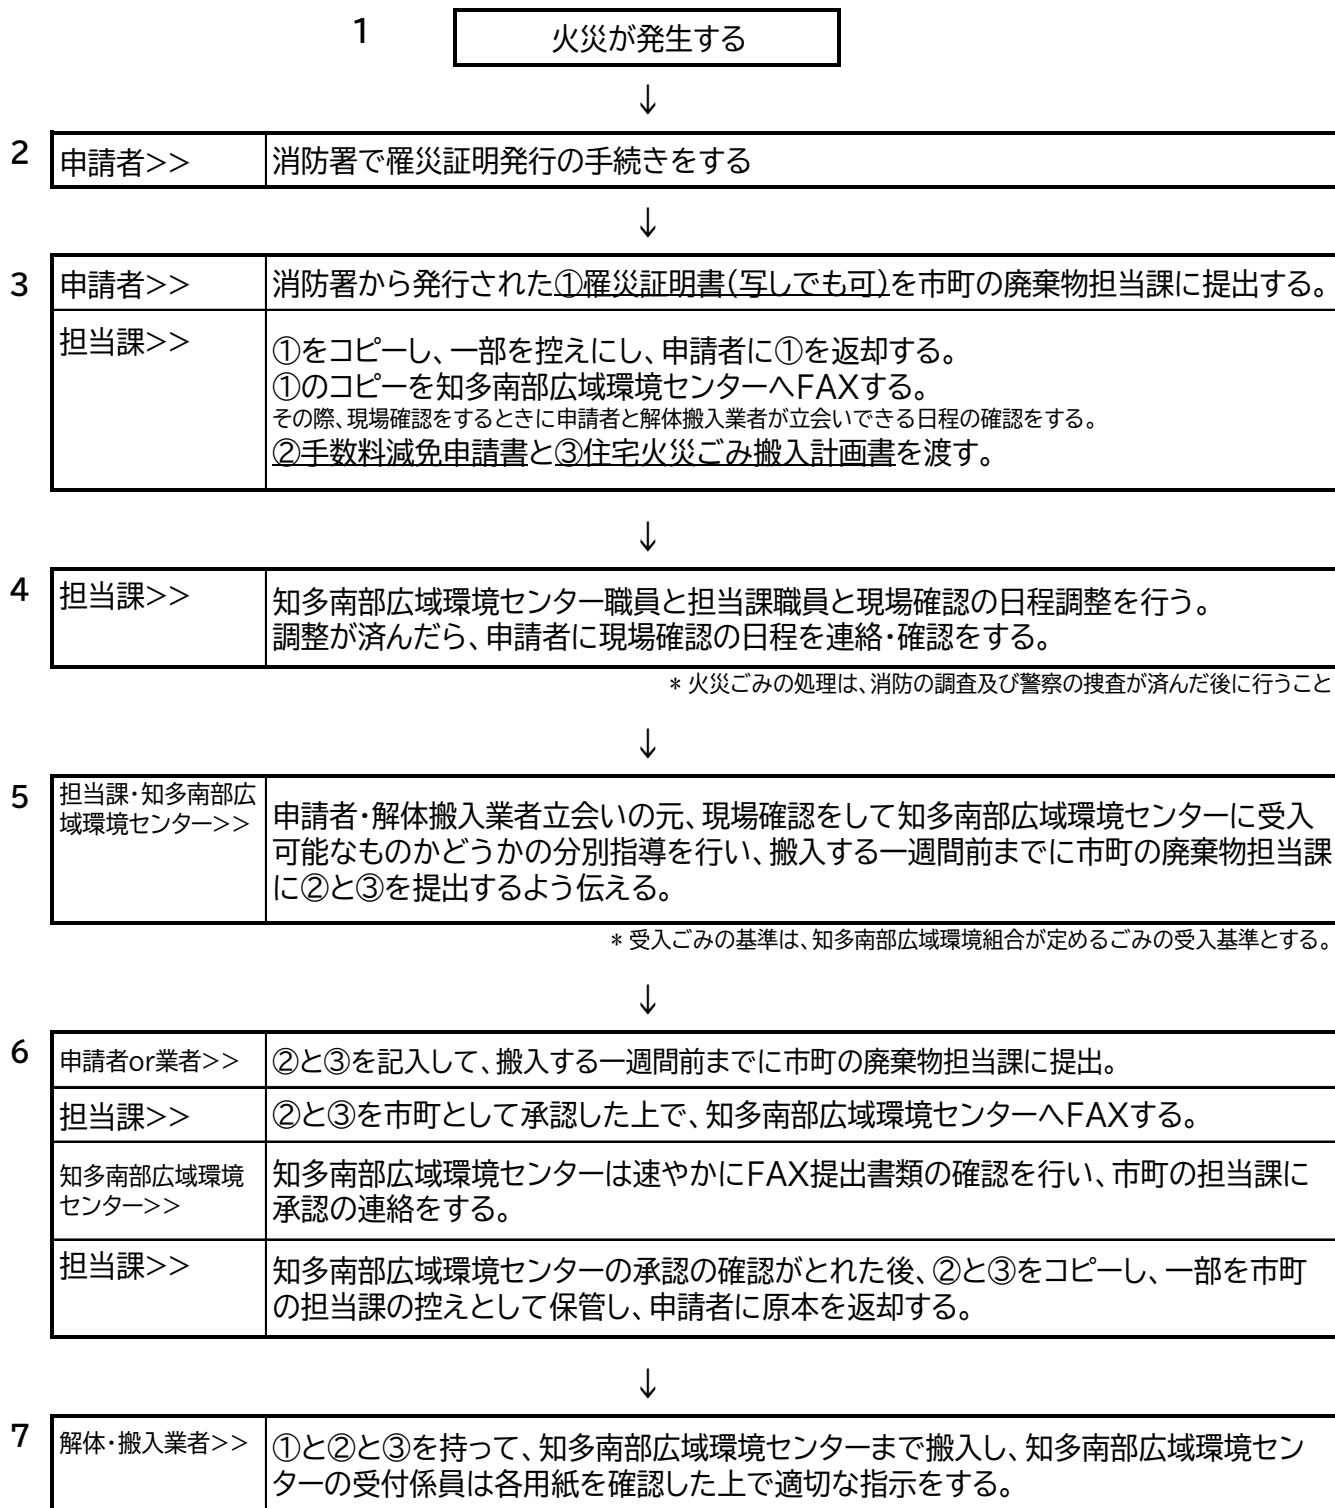 1
火災が発生する
↓
2
申請者>>
消防署で罹災証明発行の手続きをする
↓
3
申請者>>
消防署から発行された①罹災証明書(写しでも可)を市町の廃棄物担当課に提出する。
担当課>>
①をコピーし、一部を控えにし、申請者に①を返却する。
①のコピーを知多南部広域環境センターへFAXする。
その際、現場確認をするときに申請者と解体搬入業者が立会いできる日程の確認をする。
②手数料減免申請書と③住宅火災ごみ搬入計画書を渡す。
↓
4
担当課>>
知多南部広域環境センター職員と担当課職員と現場確認の日程調整を行う。
調整が済んだら、申請者に現場確認の日程を連絡・確認をする。
* 火災ごみの処理は、消防の調査及び警察の捜査が済んだ後に行うこと
↓
5
担当課・知多南部広
域環境センター>>
申請者・解体搬入業者立会いの元、現場確認をして知多南部広域環境センターに受入
可能なものかどうかの分別指導を行い、搬入する一週間前までに市町の廃棄物担当課
に②と③を提出するよう伝える。
* 受入ごみの基準は、知多南部広域環境組合が定めるごみの受入基準とする。
↓
6
申請者or業者>>
②と③を記入して、搬入する一週間前までに市町の廃棄物担当課に提出。
担当課>>
②と③を市町として承認した上で、知多南部広域環境センターへFAXする。
知多南部広域環境
センター>>
知多南部広域環境センターは速やかにFAX提出書類の確認を行い、市町の担当課に
承認の連絡をする。
担当課>>
知多南部広域環境センターの承認の確認がとれた後、②と③をコピーし、一部を市町
の担当課の控えとして保管し、申請者に原本を返却する。
↓
7
解体・搬入業者>>
①と②と③を持って、知多南部広域環境センターまで搬入し、知多南部広域環境セン
ターの受付係員は各用紙を確認した上で適切な指示をする。